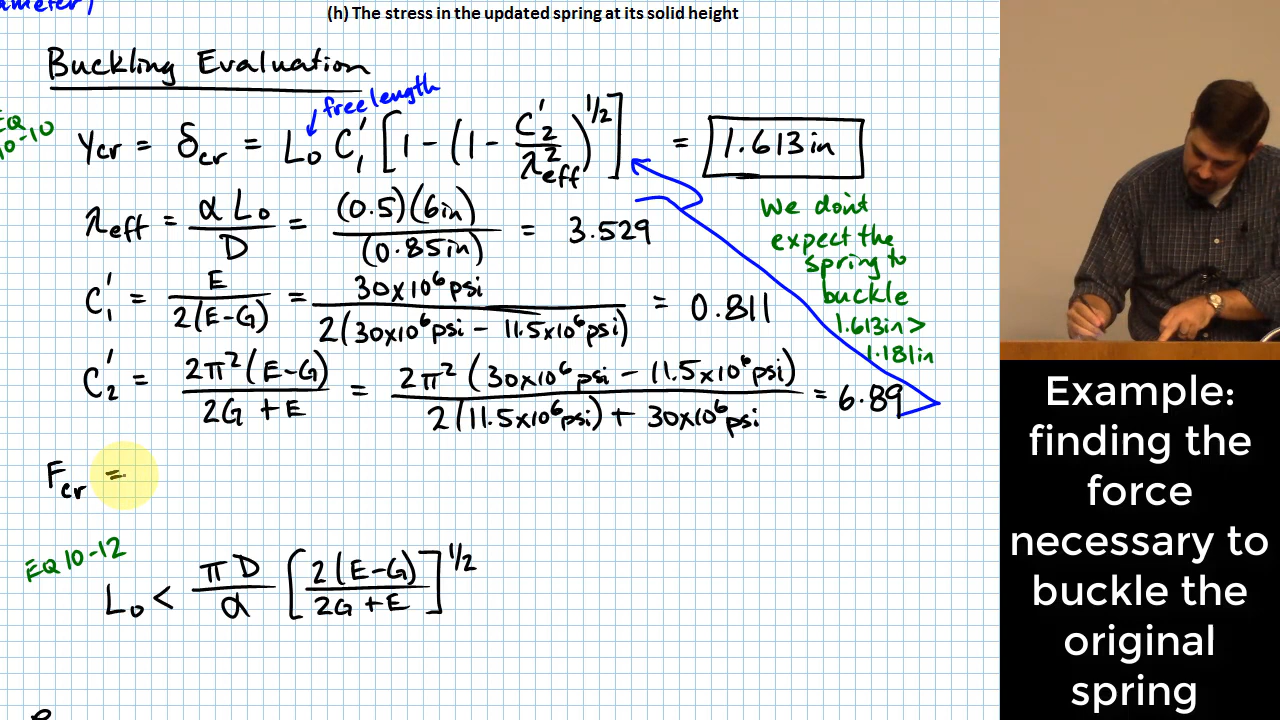 ameter)
(h) The stress in the updated spring at its solid height
Buckling Evaluation
free length
EQ 10-10
ycr = δcr = L₀ C₁' [1 - (1 - C₂'/λ²eff)^1/2] = 1.613 in
λeff = αL₀/D = (0.5)(6in)/(0.85in) = 3.529
C₁' = E/2(E-G) = 30x10⁶psi/2(30x10⁶psi - 11.5x10⁶psi) = 0.811
C₂' = 2π²(E-G)/2G+E = 2π²(30x10⁶psi - 11.5x10⁶psi)/2(11.5x10⁶psi) + 30x10⁶psi = 6.89
We don't
expect the
spring to
buckle
1.613in >
1.181in
Fcr =
EQ 10-12
L₀ < πD/α [2(E-G)/2G+E]^1/2
Example:
finding the
force
necessary to
buckle the
original
spring